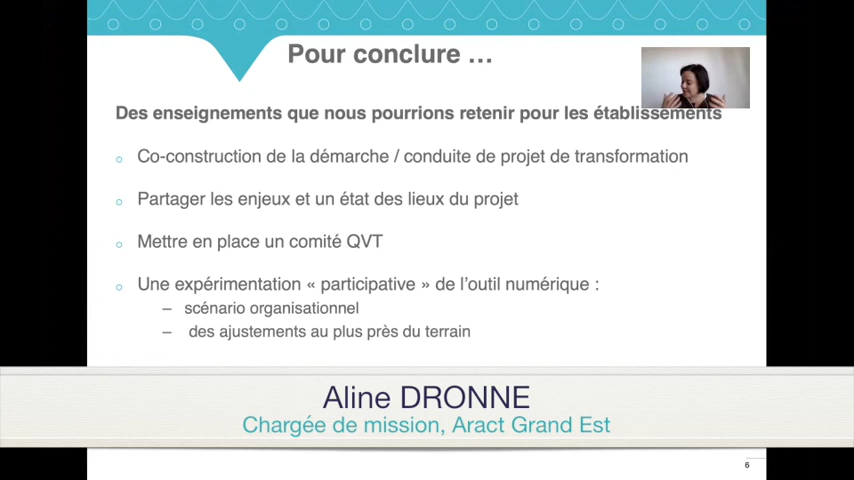 Pour conclure …
Des enseignements que nous pourrions retenir pour les établissements
Co-construction de la démarche / conduite de projet de transformation
Partager les enjeux et un état des lieux du projet
Mettre en place un comité QVT
Une expérimentation « participative » de l'outil numérique :
– scénario organisationnel
– des ajustements au plus près du terrain
Aline DRONNE
Chargée de mission, Aract Grand Est
6